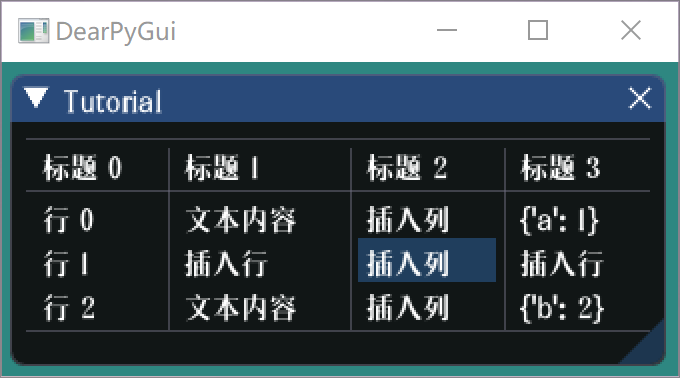 DearPyGui
Tutorial
标题 0 标题 1 标题 2 标题 3
行 0 文本内容 插入列 {'a': 1}
行 1 插入行 插入列 插入行
行 2 文本内容 插入列 {'b': 2}